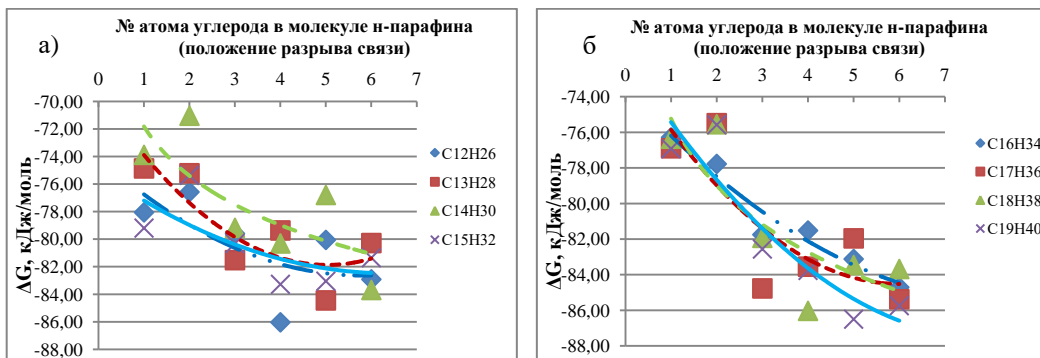 а)
№ атома углерода в молекуле н-парафина
(положение разрыва связи)
0 1 2 3 4 5 6 7
-70,00
-72,00
-74,00
-76,00
-78,00
-80,00
-82,00
-84,00
-86,00
-88,00
ΔG, кДж/моль
C12H26
C13H28
C14H30
C15H32
б
№ атома углерода в молекуле н-парафина
(положение разрыва связи)
0 1 2 3 4 5 6 7
-74,00
-76,00
-78,00
-80,00
-82,00
-84,00
-86,00
-88,00
ΔG, кДж/моль
C16H34
C17H36
C18H38
C19H40